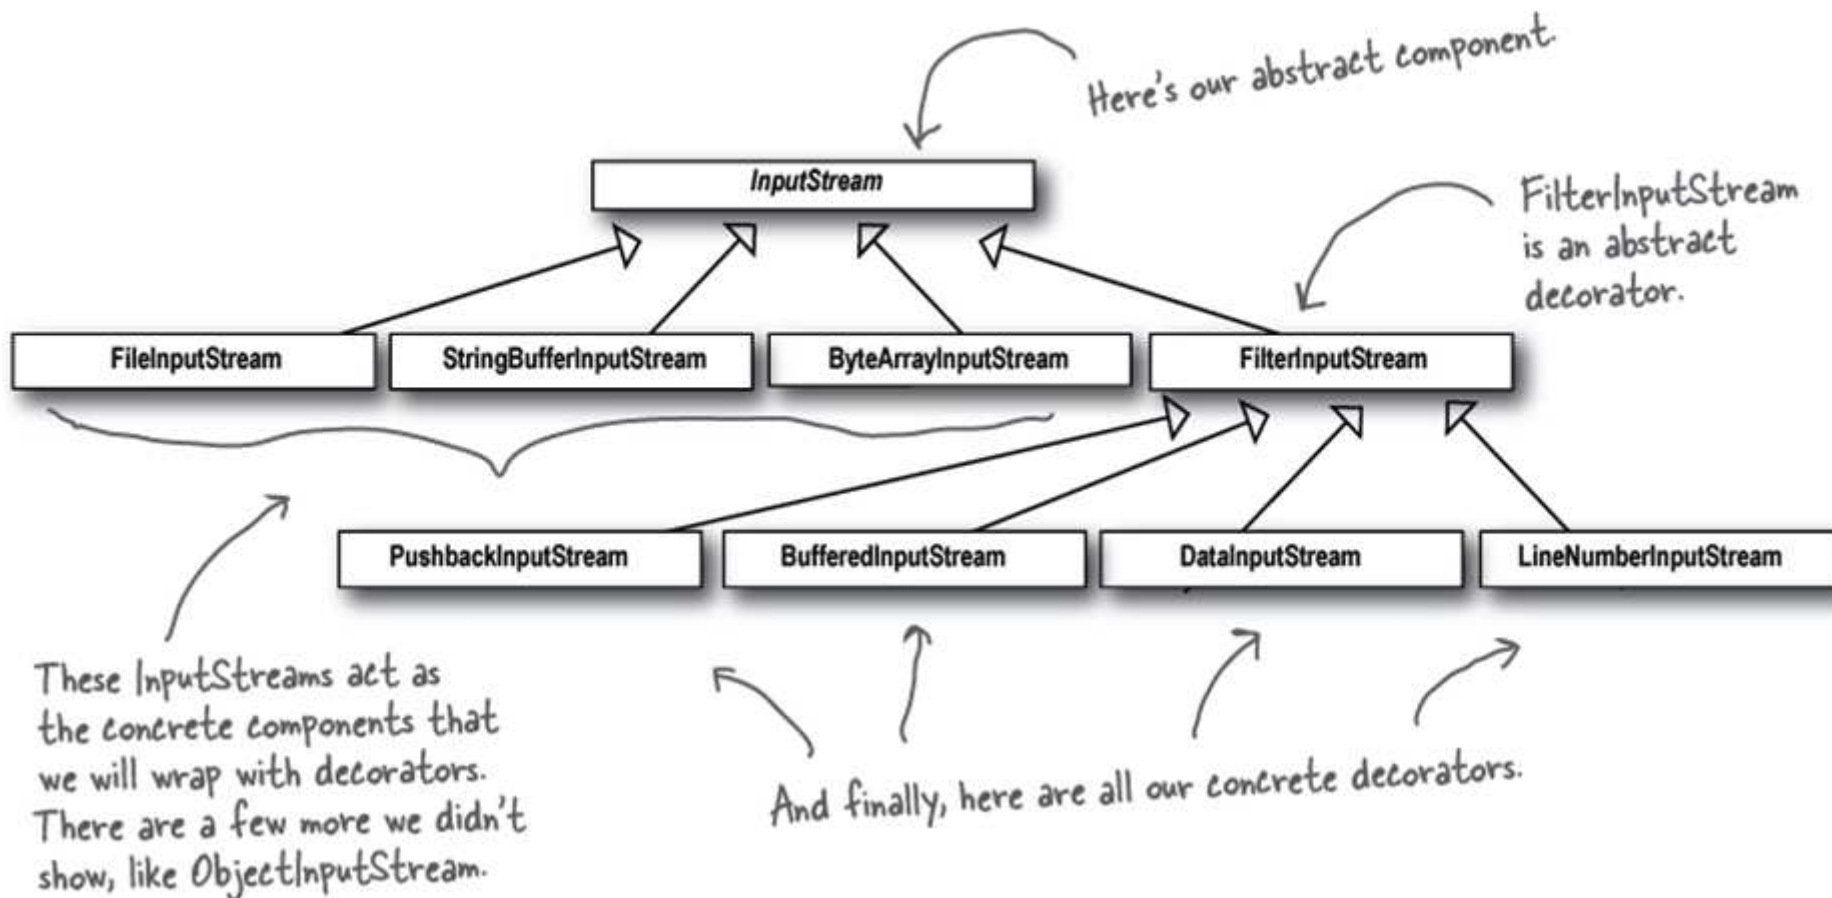 Here's our abstract component.
InputStream
FilterInputStream
is an abstract
decorator.
FileInputStream
StringBufferInputStream
ByteArrayInputStream
FilterInputStream
PushbackInputStream
BufferedInputStream
DataInputStream
LineNumberInputStream
These InputStreams act as
the concrete components that
we will wrap with decorators.
There are a few more we didn't
show, like ObjectInputStream.
And finally, here are all our concrete decorators.